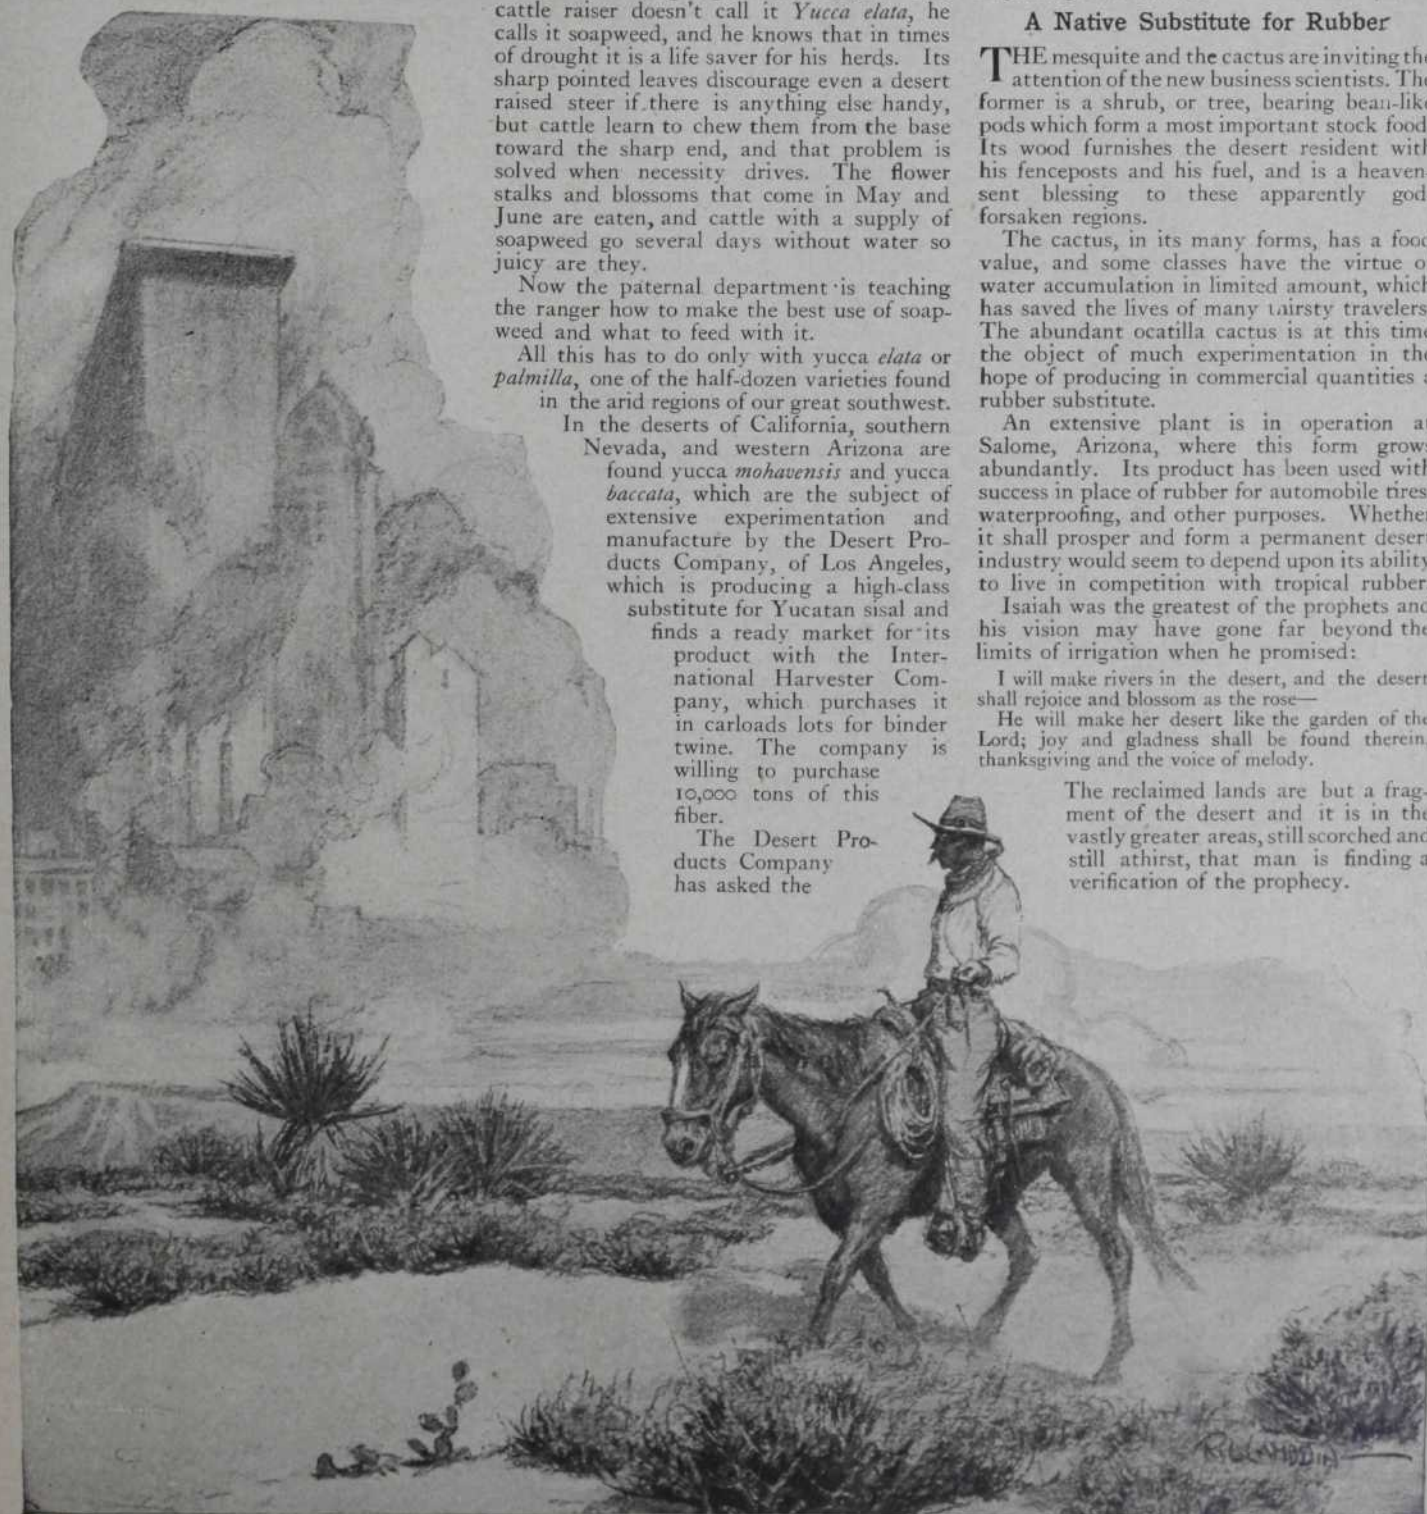 cattle raiser doesn't call it Yucca elata, he
calls it soapweed, and he knows that in times
of drought it is a life saver for his herds. Its
sharp pointed leaves discourage even a desert
raised steer if there is anything else handy,
but cattle learn to chew them from the base
toward the sharp end, and that problem is
solved when necessity drives. The flower
stalks and blossoms that come in May and
June are eaten, and cattle with a supply of
soapweed go several days without water so
juicy are they.
Now the paternal department is teaching
the ranger how to make the best use of soap-
weed and what to feed with it.
All this has to do only with yucca elata or
palmilla, one of the half-dozen varieties found
in the arid regions of our great southwest.
In the deserts of California, southern
Nevada, and western Arizona are
found yucca mohavensis and yucca
baccata, which are the subject of
extensive experimentation and
manufacture by the Desert Pro-
ducts Company, of Los Angeles,
which is producing a high-class
substitute for Yucatan sisal and
finds a ready market for its
product with the Inter-
national Harvester Com-
pany, which purchases it
in carloads lots for binder
twine. The company is
willing to purchase
10,000 tons of this
fiber.
The Desert Pro-
ducts Company
has asked the
A Native Substitute for Rubber
THE mesquite and the cactus are inviting the
attention of the new business scientists. The
former is a shrub, or tree, bearing bean-like
pods which form a most important stock food
Its wood furnishes the desert resident with
his fenceposts and his fuel, and is a heaven
sent blessing to these apparently god
forsaken regions.
The cactus, in its many forms, has a food
value, and some classes have the virtue o
water accumulation in limited amount, which
has saved the lives of many thirsty travelers
The abundant ocatilla cactus is at this time
the object of much experimentation in the
hope of producing in commercial quantities a
rubber substitute.
An extensive plant is in operation at
Salome, Arizona, where this form grows
abundantly. Its product has been used with
success in place of rubber for automobile tires
waterproofing, and other purposes. Whether
it shall prosper and form a permanent desert
industry would seem to depend upon its ability
to live in competition with tropical rubber
Isaiah was the greatest of the prophets and
his vision may have gone far beyond the
limits of irrigation when he promised:
I will make rivers in the desert, and the desert
shall rejoice and blossom as the rose—
He will make her desert like the garden of the
Lord; joy and gladness shall be found therein
thanksgiving and the voice of melody.
The reclaimed lands are but a frag-
ment of the desert and it is in the
vastly greater areas, still scorched and
still athirst, that man is finding a
verification of the prophecy.